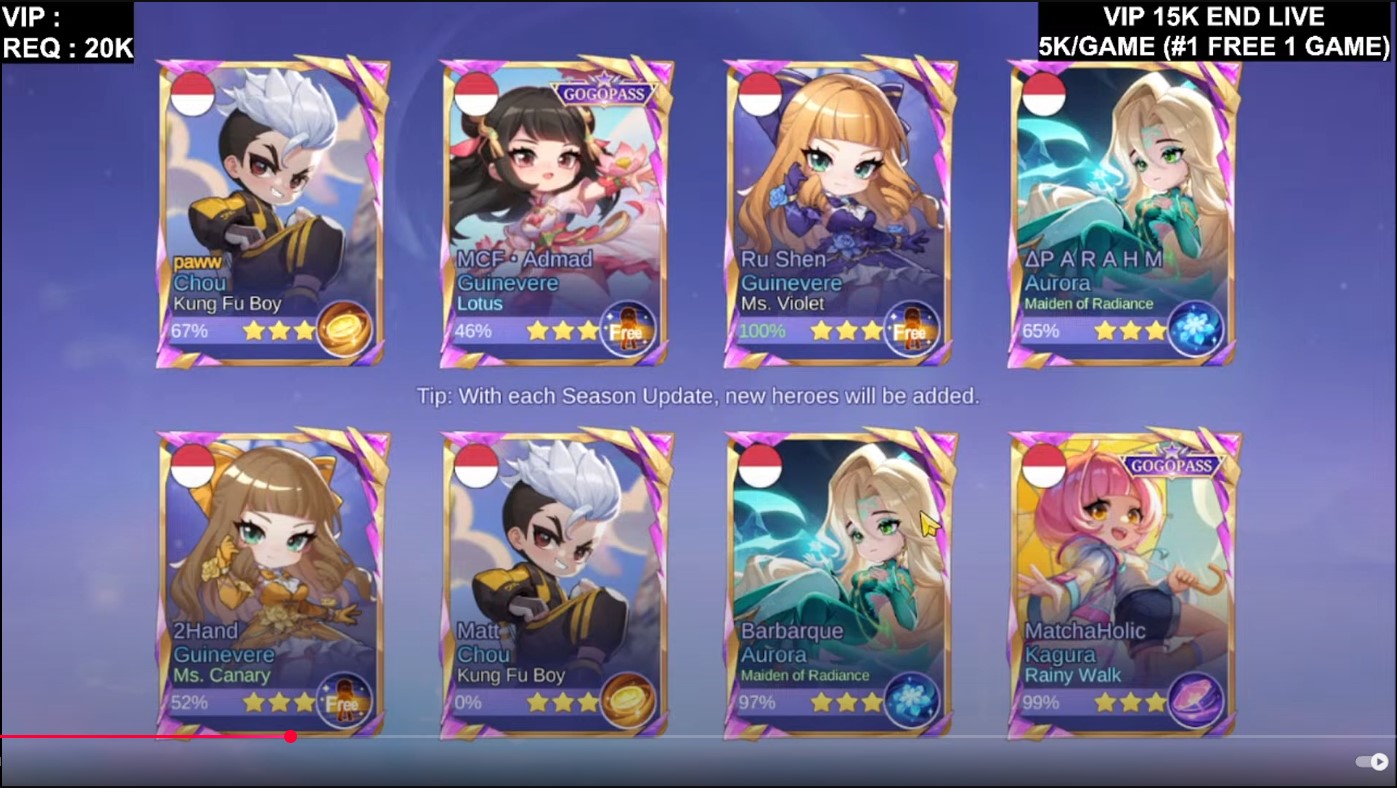 VIP :
REQ : 20K
VIP 15K END LIVE
5K/GAME (#1 FREE 1 GAME)
paww
Chou
Kung Fu Boy
67%
GOGOPASS
MCF • Admad
Guinevere
Lotus
46%
Free
Ru Shen
Guinevere
Ms. Violet
100%
Free
ΔP A R A H M
Aurora
Maiden of Radiance
65%
Tip: With each Season Update, new heroes will be added.
2Hand
Guinevere
Ms. Canary
52%
Free
Matt
Chou
Kung Fu Boy
0%
Barbarque
Aurora
Maiden of Radiance
97%
GOGOPASS
MatchaHolic
Kagura
Rainy Walk
99%